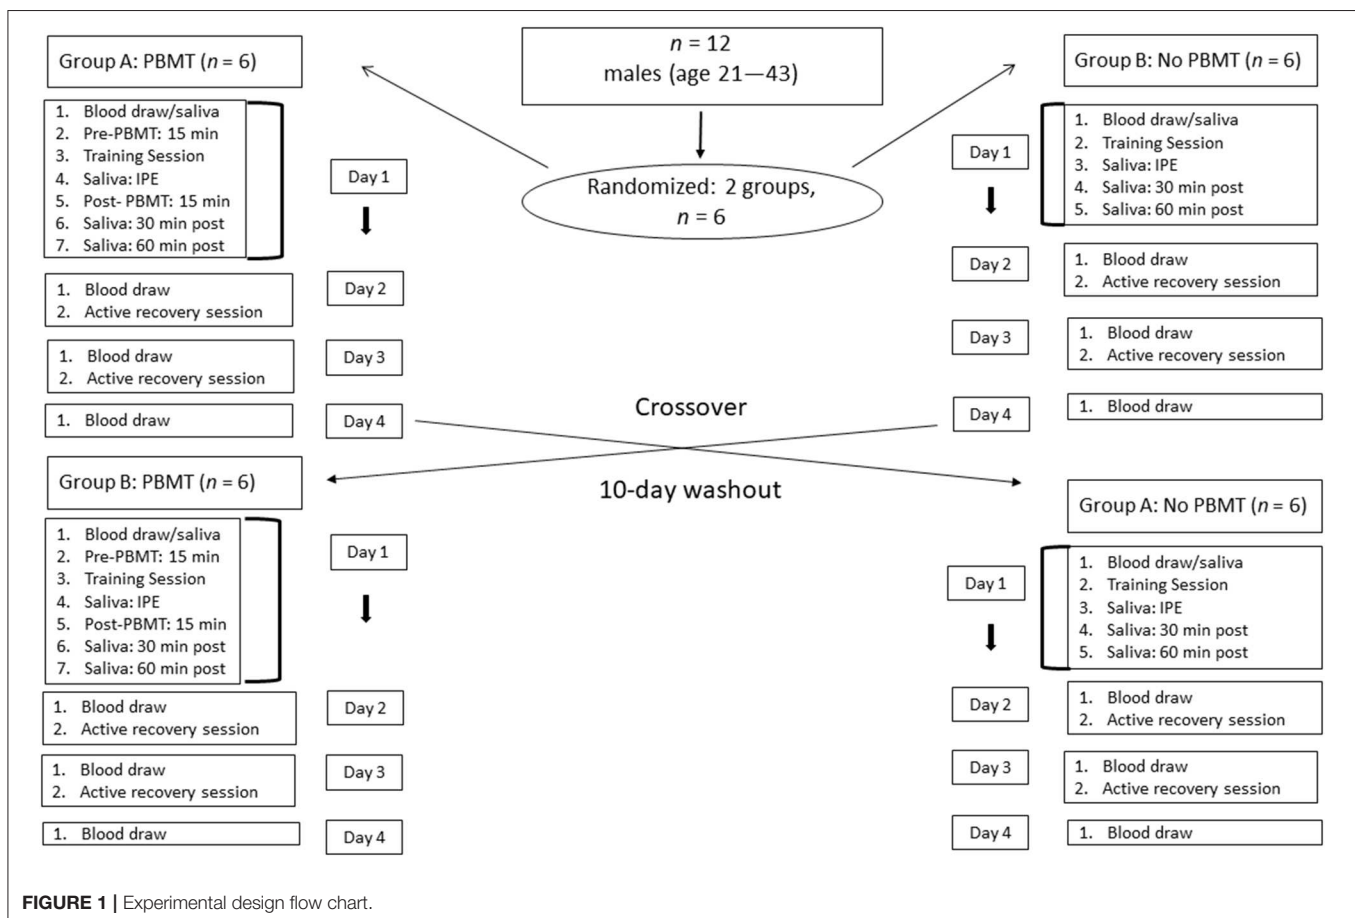 n = 12
males (age 21—43)
Randomized: 2 groups,
n = 6
Group A: PBMT (n = 6)
1. Blood draw/saliva
2. Pre-PBMT: 15 min
3. Training Session
4. Saliva: IPE
5. Post- PBMT: 15 min
6. Saliva: 30 min post
7. Saliva: 60 min post
Day 1
1. Blood draw
2. Active recovery session
Day 2
1. Blood draw
2. Active recovery session
Day 3
1. Blood draw
Day 4
Group B: No PBMT (n = 6)
Day 1
1. Blood draw/saliva
2. Training Session
3. Saliva: IPE
4. Saliva: 30 min post
5. Saliva: 60 min post
Day 2
1. Blood draw
2. Active recovery session
Day 3
1. Blood draw
2. Active recovery session
Day 4
1. Blood draw
Crossover
10-day washout
Group B: PBMT (n = 6)
1. Blood draw/saliva
2. Pre-PBMT: 15 min
3. Training Session
4. Saliva: IPE
5. Post-PBMT: 15 min
6. Saliva: 30 min post
7. Saliva: 60 min post
Day 1
1. Blood draw
2. Active recovery session
Day 2
1. Blood draw
2. Active recovery session
Day 3
1. Blood draw
Day 4
Group A: No PBMT (n = 6)
Day 1
1. Blood draw/saliva
2. Training Session
3. Saliva: IPE
4. Saliva: 30 min post
5. Saliva: 60 min post
Day 2
1. Blood draw
2. Active recovery session
Day 3
1. Blood draw
2. Active recovery session
Day 4
1. Blood draw
FIGURE 1 | Experimental design flow chart.